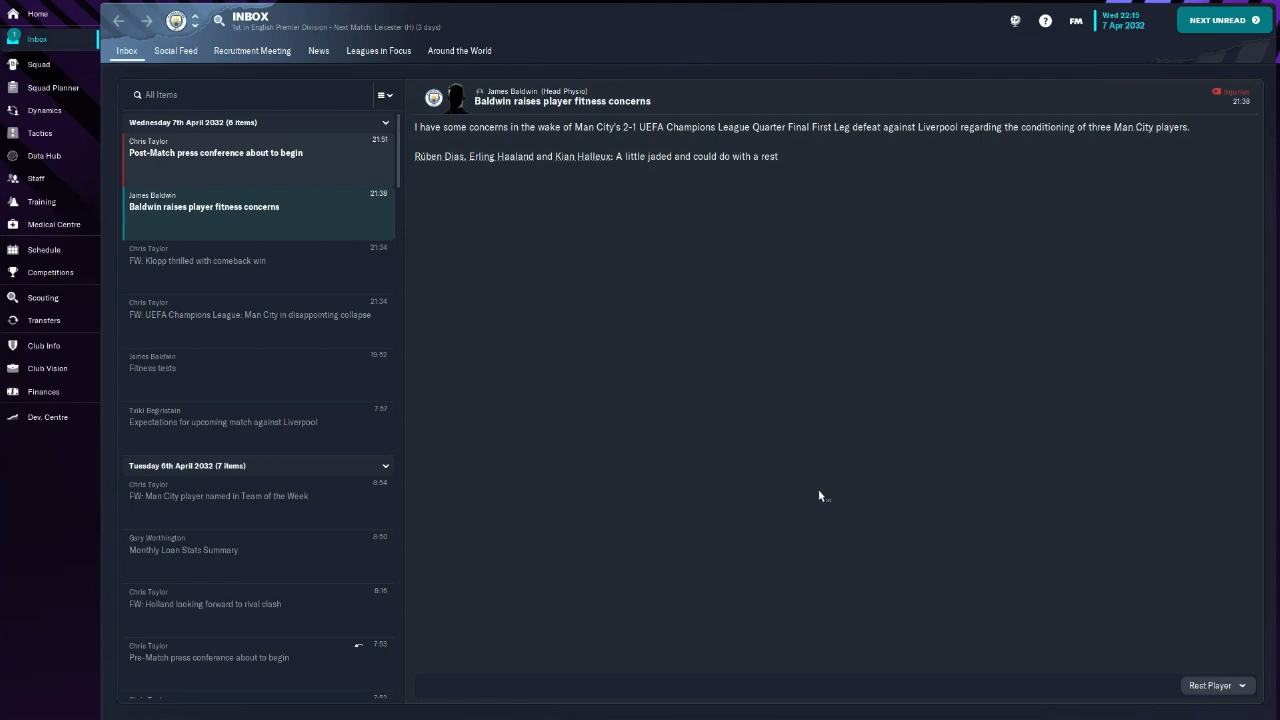 Home
INBOX
1st in English Premier Division - Next Match: Leicester (H) (3 days)
FM
Wed 22:15
7 Apr 2032
NEXT UNREAD
1
Inbox
Squad
Squad Planner
Dynamics
Tactics
Data Hub
Staff
Training
Medical Centre
Schedule
Competitions
Scouting
Transfers
Club Info
Club Vision
Finances
Dev. Centre
Inbox
Social Feed
Recruitment Meeting
News
Leagues in Focus
Around the World
All Items
Wednesday 7th April 2032 (6 items)
Chris Taylor 21:51
Post-Match press conference about to begin
James Baldwin 21:38
Baldwin raises player fitness concerns
Chris Taylor 21:34
FW: Klopp thrilled with comeback win
Chris Taylor 21:34
FW: UEFA Champions League: Man City in disappointing collapse
James Baldwin 19:52
Fitness tests
Txiki Begiristain 7:57
Expectations for upcoming match against Liverpool
Tuesday 6th April 2032 (7 items)
Chris Taylor 8:54
FW: Man City player named in Team of the Week
Gary Worthington 8:50
Monthly Loan Stats Summary
Chris Taylor 8:16
FW: Holland looking forward to rival clash
Chris Taylor 7:53
Pre-Match press conference about to begin
James Baldwin (Head Physio)
Baldwin raises player fitness concerns
Injuries
21:38
I have some concerns in the wake of Man City's 2-1 UEFA Champions League Quarter Final First Leg defeat against Liverpool regarding the conditioning of three Man City players.
Rúben Dias, Erling Haaland and Kian Halleux: A little jaded and could do with a rest
Rest Player